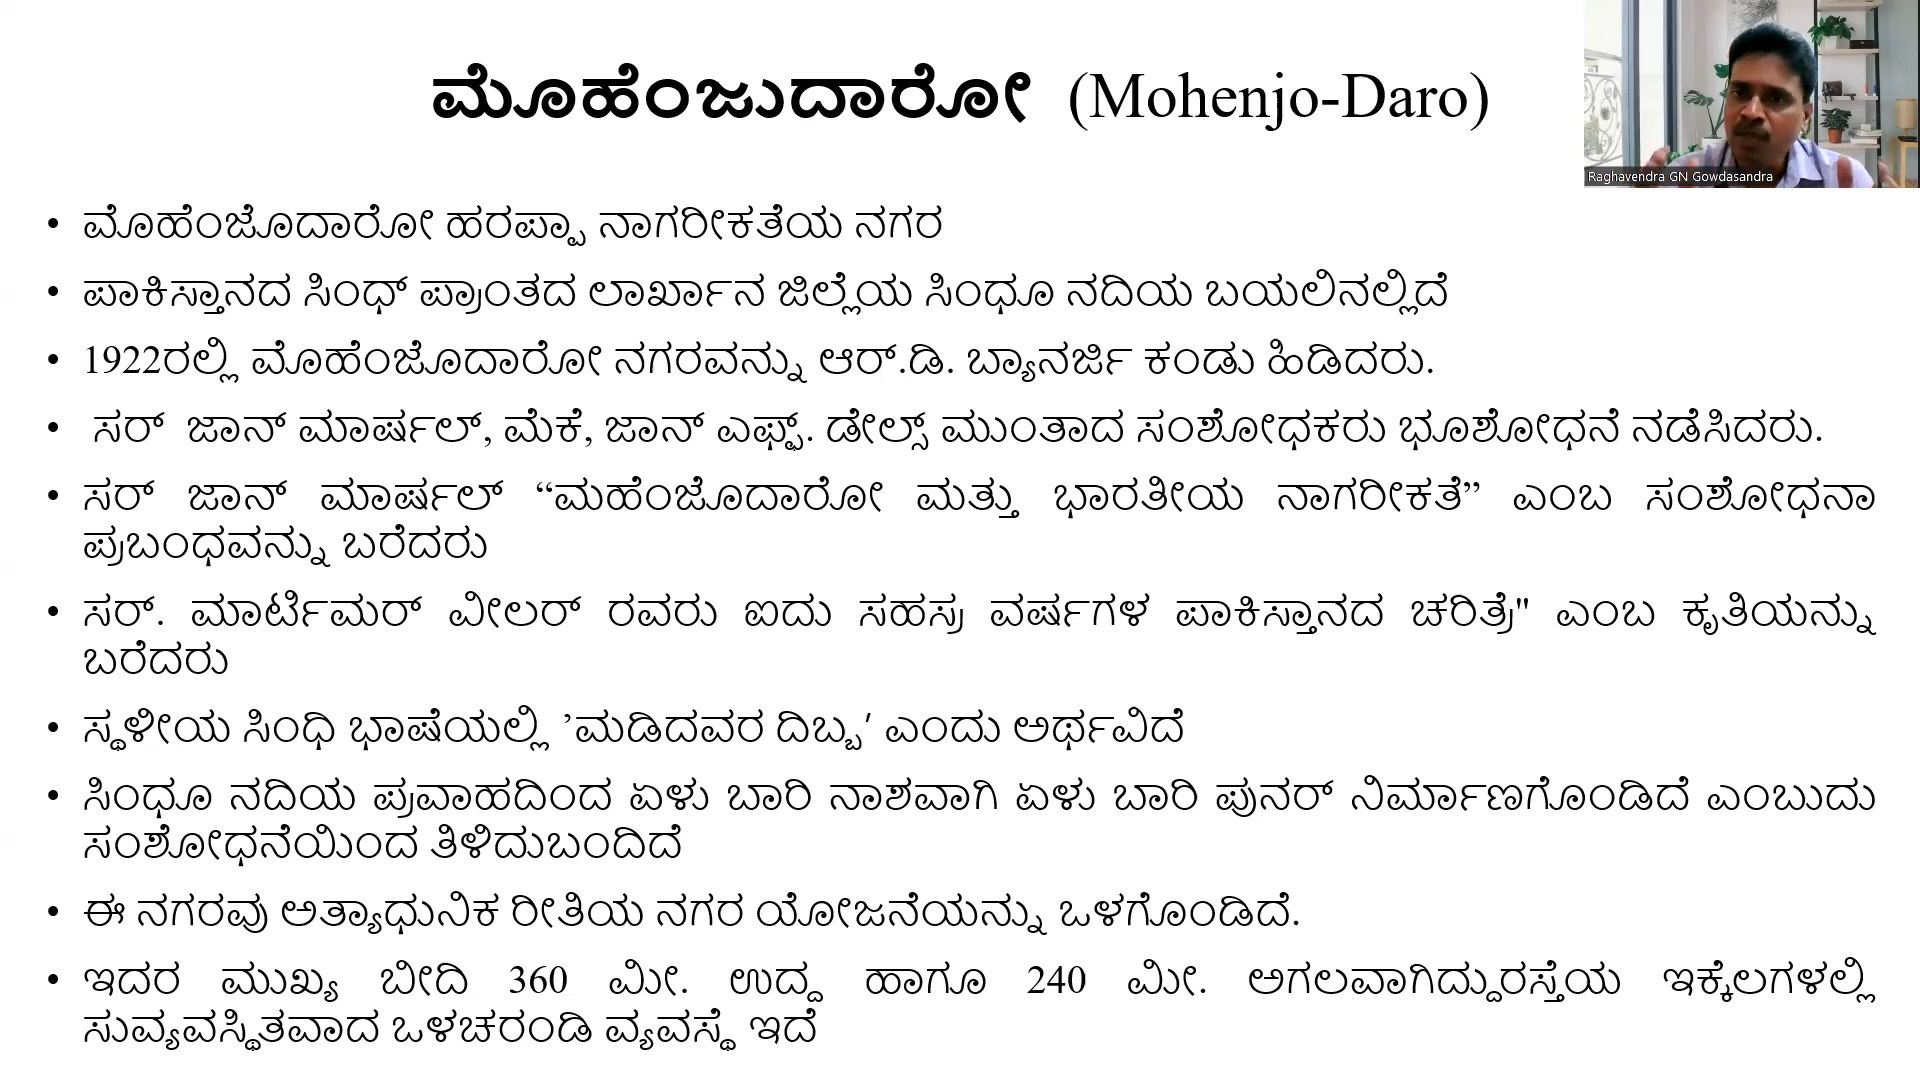 ಮೊಹೆಂಜುದಾರೋ (Mohenjo-Daro)
Raghavendra GN Gowdasandra
• ಮೊಹೆಂಜೊದಾರೋ ಹರಪ್ಪಾ ನಾಗರೀಕತೆಯ ನಗರ
• ಪಾಕಿಸ್ತಾನದ ಸಿಂಧ್ ಪ್ರಾಂತದ ಲಾರ್ಖಾನ ಜಿಲ್ಲೆಯ ಸಿಂಧೂ ನದಿಯ ಬಯಲಿನಲ್ಲಿದೆ
• 1922ರಲ್ಲಿ ಮೊಹೆಂಜೊದಾರೋ ನಗರವನ್ನು ಆರ್.ಡಿ. ಬ್ಯಾನರ್ಜಿ ಕಂಡು ಹಿಡಿದರು.
• ಸರ್ ಜಾನ್ ಮಾರ್ಷಲ್, ಮೆಕೆ, ಜಾನ್ ಎಫ್ಫ್. ಡೇಲ್ಸ್ ಮುಂತಾದ ಸಂಶೋಧಕರು ಭೂಶೋಧನೆ ನಡೆಸಿದರು.
• ಸರ್ ಜಾನ್ ಮಾರ್ಷಲ್ “ಮಹೆಂಜೊದಾರೋ ಮತ್ತು ಭಾರತೀಯ ನಾಗರೀಕತೆ” ಎಂಬ ಸಂಶೋಧನಾ
ಪ್ರಬಂಧವನ್ನು ಬರೆದರು
• ಸರ್. ಮಾರ್ಟಿಮರ್ ವೀಲರ್ ರವರು ಐದು ಸಹಸ್ರ ವರ್ಷಗಳ ಪಾಕಿಸ್ತಾನದ ಚರಿತ್ರೆ" ಎಂಬ ಕೃತಿಯನ್ನು
ಬರೆದರು
• ಸ್ಥಳೀಯ ಸಿಂಧಿ ಭಾಷೆಯಲ್ಲಿ ’ಮಡಿದವರ ದಿಬ್ಬ' ಎಂದು ಅರ್ಥವಿದೆ
• ಸಿಂಧೂ ನದಿಯ ಪ್ರವಾಹದಿಂದ ಏಳು ಬಾರಿ ನಾಶವಾಗಿ ಏಳು ಬಾರಿ ಪುನರ್ ನಿರ್ಮಾಣಗೊಂಡಿದೆ ಎಂಬುದು
ಸಂಶೋಧನೆಯಿಂದ ತಿಳಿದುಬಂದಿದೆ
• ಈ ನಗರವು ಅತ್ಯಾಧುನಿಕ ರೀತಿಯ ನಗರ ಯೋಜನೆಯನ್ನು ಒಳಗೊಂಡಿದೆ.
• ಇದರ ಮುಖ್ಯ ಬೀದಿ 360 ಮೀ. ಉದ್ದ ಹಾಗೂ 240 ಮೀ. ಅಗಲವಾಗಿದ್ದುರಸ್ತೆಯ ಇಕ್ಕೆಲಗಳಲ್ಲಿ
ಸುವ್ಯವಸ್ಥಿತವಾದ ಒಳಚರಂಡಿ ವ್ಯವಸ್ಥೆ ಇದೆ